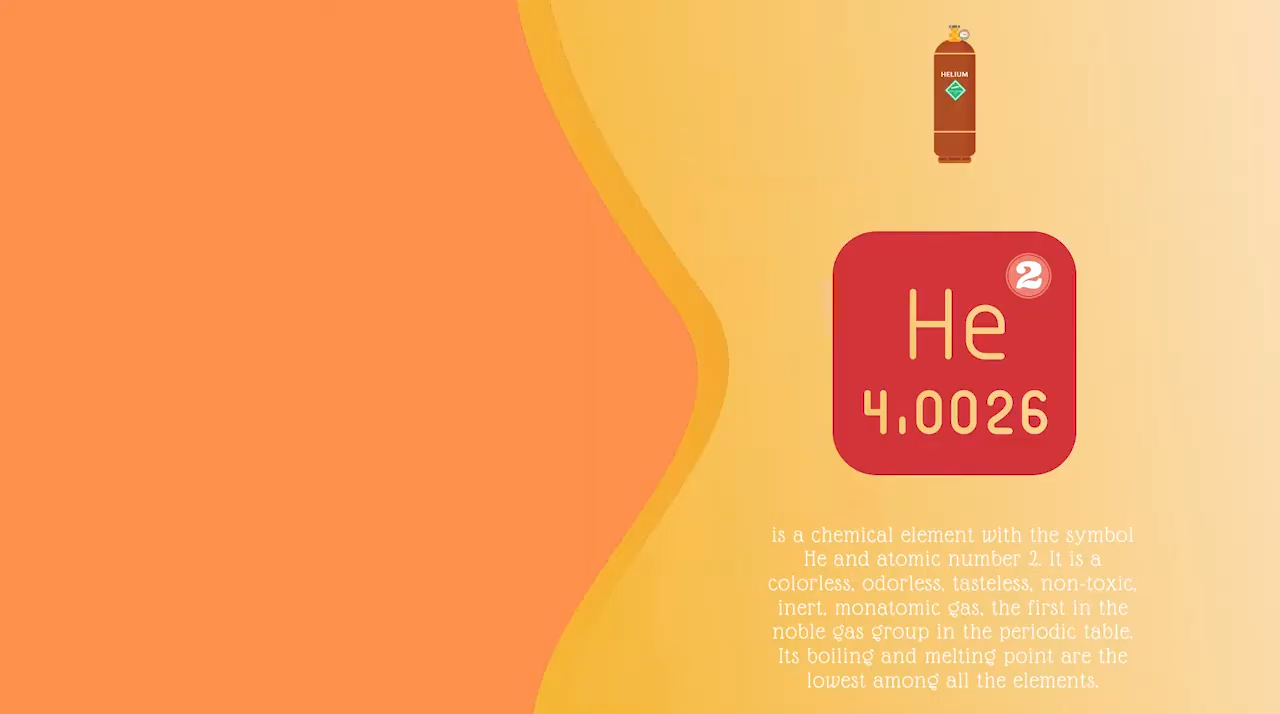 HELIUM
2
He
4.0026
is a chemical element with the symbol
He and atomic number 2. It is a
colorless, odorless, tasteless, non-toxic,
inert, monatomic gas, the first in the
noble gas group in the periodic table.
Its boiling and melting point are the
lowest among all the elements.